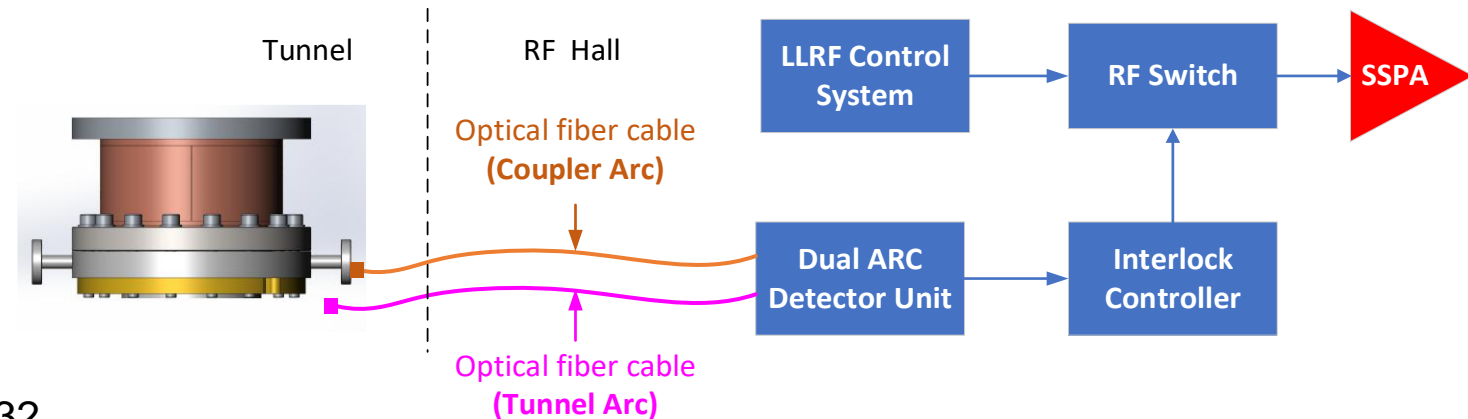 Tunnel
RF Hall
LLRF Control
System
RF Switch
SSPA
Optical fiber cable
(Coupler Arc)
Dual ARC
Detector Unit
Interlock
Controller
Optical fiber cable
(Tunnel Arc)
32